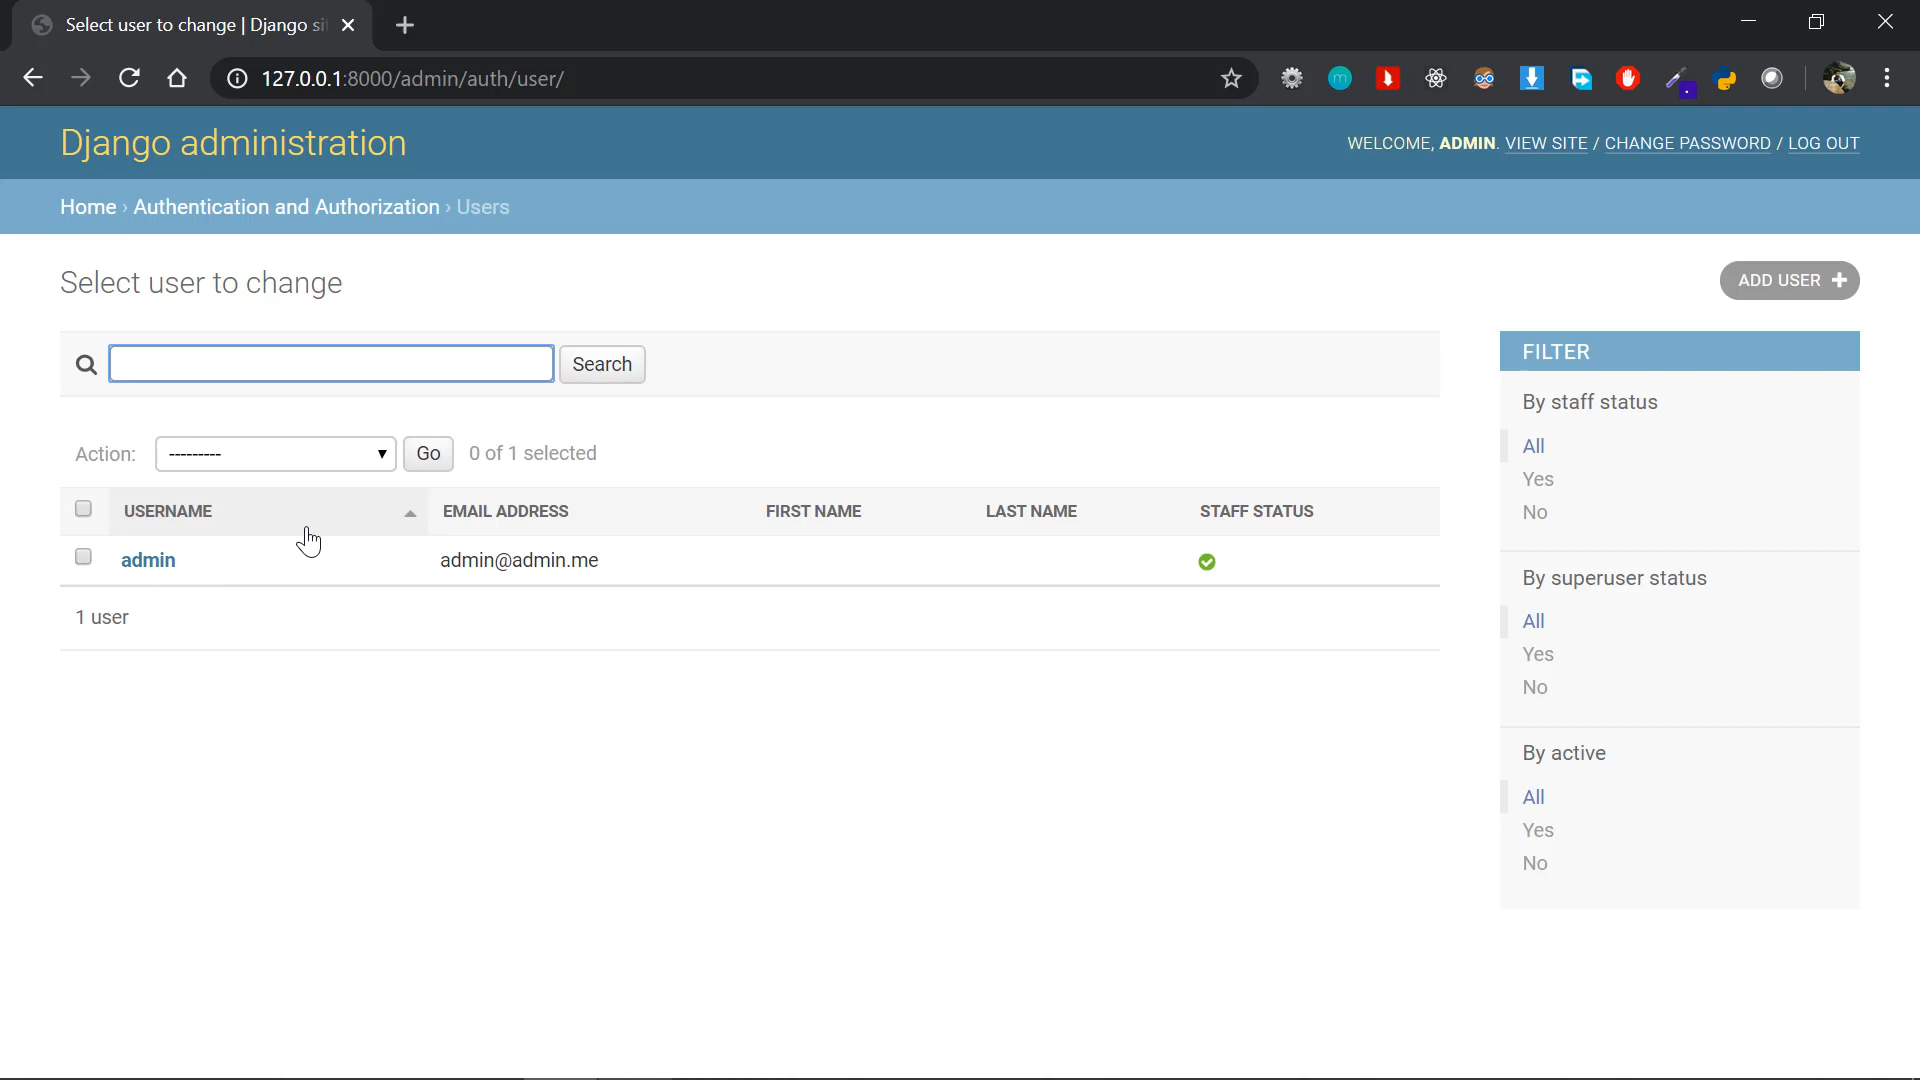 Select user to change | Django si
127.0.0.1:8000/admin/auth/user/
Django administration
WELCOME, ADMIN. VIEW SITE / CHANGE PASSWORD / LOG OUT
Home › Authentication and Authorization › Users
Select user to change
ADD USER +
Search
FILTER
By staff status
All
Yes
No
By superuser status
All
Yes
No
By active
All
Yes
No
Action: --------- Go 0 of 1 selected
USERNAME EMAIL ADDRESS FIRST NAME LAST NAME STAFF STATUS
admin admin@admin.me
1 user